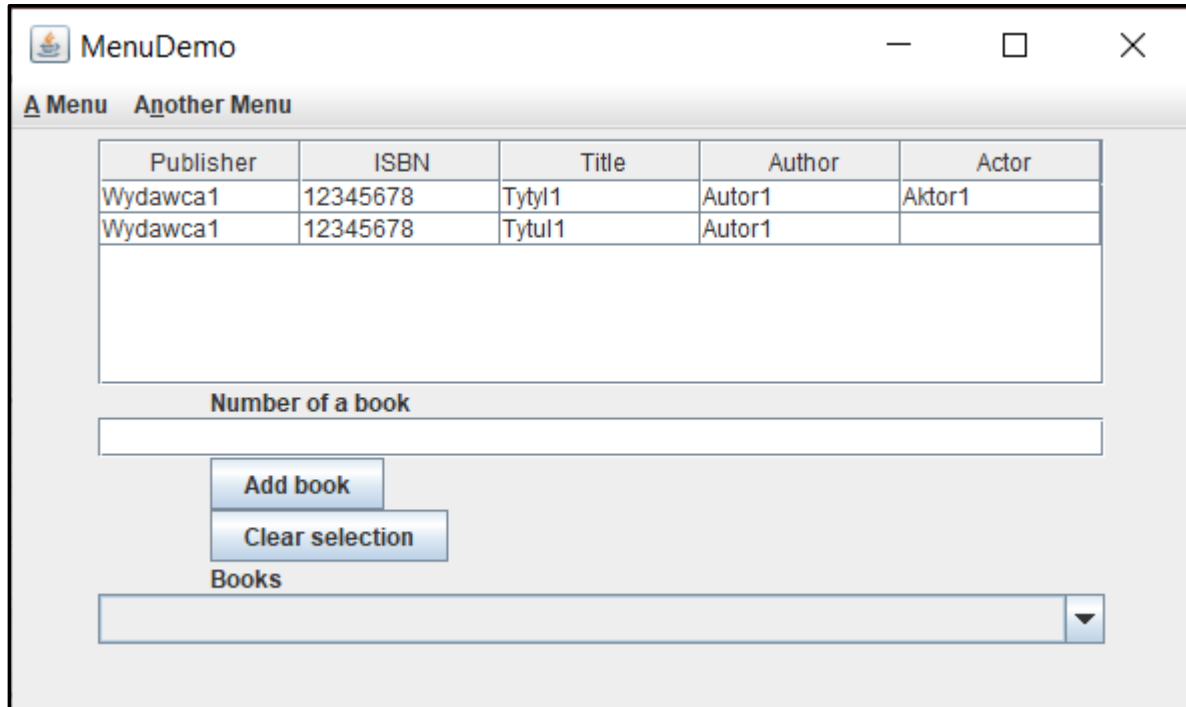 MenuDemo
A Menu Another Menu
Publisher ISBN Title Author Actor
Wydawca1 12345678 Tytyl1 Autor1 Aktor1
Wydawca1 12345678 Tytul1 Autor1
Number of a book
Add book
Clear selection
Books